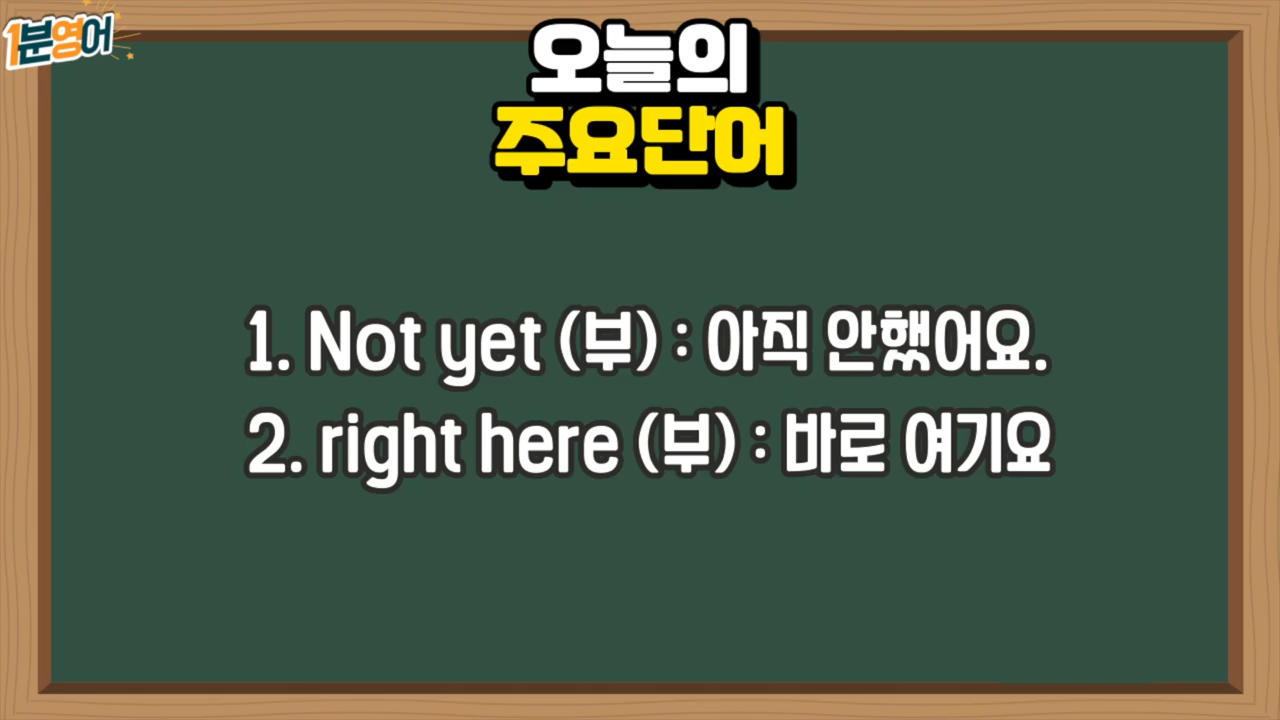 1분영어
오늘의
주요단어
1. Not yet (부) : 아직 안했어요.
2. right here (부) : 바로 여기요